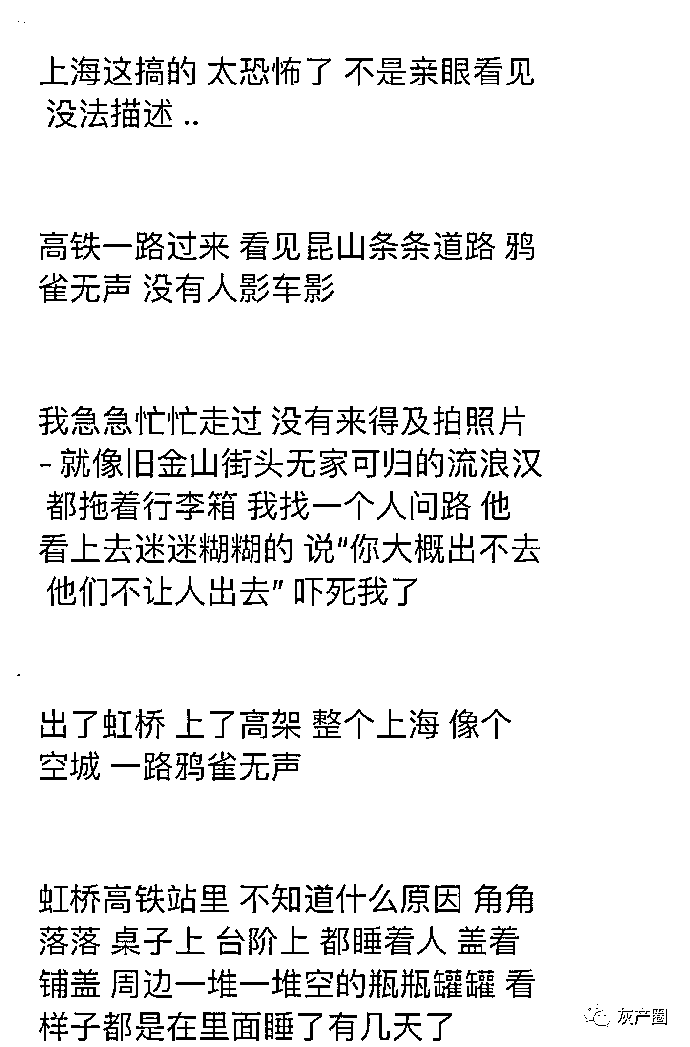 上海这搞的 太恐怖了 不是亲眼看见
没法描述 ..
高铁一路过来 看见昆山条条道路 鸦
雀无声 没有人影车影
我急急忙忙走过 没有来得及拍照片
- 就像旧金山街头无家可归的流浪汉
都拖着行李箱 我找一个人问路 他
看上去迷迷糊糊的 说“你大概出不去
他们不让人出去” 吓死我了
出了虹桥 上了高架 整个上海 像个
空城 一路鸦雀无声
虹桥高铁站里 不知道什么原因 角角
落落 桌子上 台阶上 都睡着人 盖着
铺盖 周边一堆一堆空的瓶瓶罐罐 看
样子都是在里面睡了有几天了
灰产圈